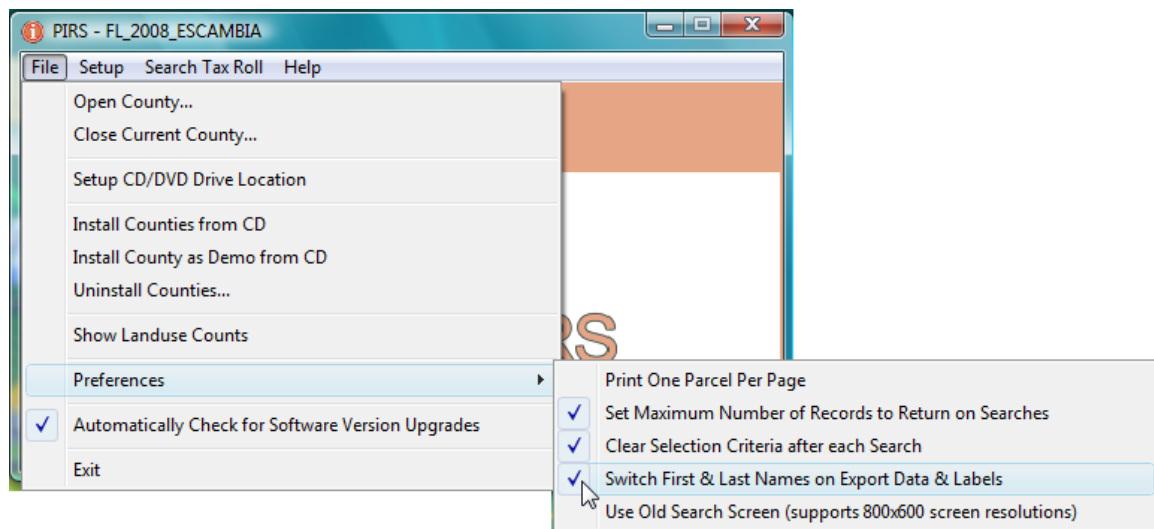 PIRS - FL_2008_ESCAMBIA
File Setup Search Tax Roll Help
Open County...
Close Current County...
Setup CD/DVD Drive Location
Install Counties from CD
Install County as Demo from CD
Uninstall Counties...
Show Landuse Counts
RS
Preferences
Automatically Check for Software Version Upgrades
Exit
Print One Parcel Per Page
Set Maximum Number of Records to Return on Searches
Clear Selection Criteria after each Search
Switch First & Last Names on Export Data & Labels
Use Old Search Screen (supports 800x600 screen resolutions)